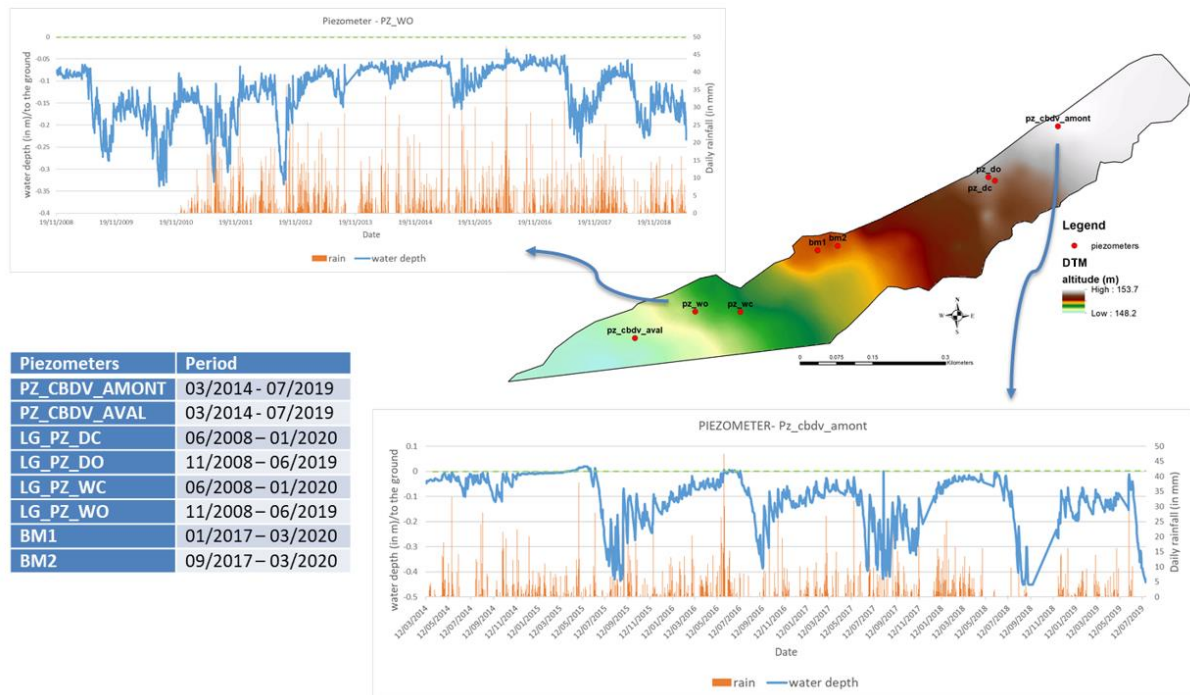 Piezometer - PZ_WO
water depth (in m)/to the ground
0
-0.05
-0.1
-0.15
-0.2
-0.25
-0.3
-0.35
-0.4
50
45
40
35
30
25
20
15
10
5
0
Daily rainfall (in mm)
19/11/2008 19/11/2009 19/11/2010 19/11/2011 19/11/2012 19/11/2013 19/11/2014 19/11/2015 19/11/2016 19/11/2017 19/11/2018
Date
rain water depth
pz_cbdv_amont
pz_do
pz_dc
bm1 bm2
pz_wo pz_wc
pz_cbdv_aval
Legend
piezometers
DTM
altitude (m)
High : 153.7
Low : 148.2
N
W E
S
0 0.075 0.15 0.3
Kilometers
Piezometers Period
PZ_CBDV_AMONT 03/2014 - 07/2019
PZ_CBDV_AVAL 03/2014 - 07/2019
LG_PZ_DC 06/2008 – 01/2020
LG_PZ_DO 11/2008 – 06/2019
LG_PZ_WC 06/2008 – 01/2020
LG_PZ_WO 11/2008 – 06/2019
BM1 01/2017 – 03/2020
BM2 09/2017 – 03/2020
PIEZOMETER- Pz_cbdv_amont
water depth (in m)/to the ground
0.1
0
-0.1
-0.2
-0.3
-0.4
-0.5
50
45
40
35
30
25
20
15
10
5
0
Daily rainfall (in mm)
12/03/2014 12/05/2014 12/07/2014 12/09/2014 12/11/2014 12/01/2015 12/03/2015 12/05/2015 12/07/2015 12/09/2015 12/11/2015 12/01/2016 12/03/2016 12/05/2016 12/07/2016 12/09/2016 12/11/2016 12/01/2017 12/03/2017 12/05/2017 12/07/2017 12/09/2017 12/11/2017 12/01/2018 12/03/2018 12/05/2018 12/07/2018 12/09/2018 12/11/2018 12/01/2019 12/03/2019 12/05/2019 12/07/2019
Date
rain water depth